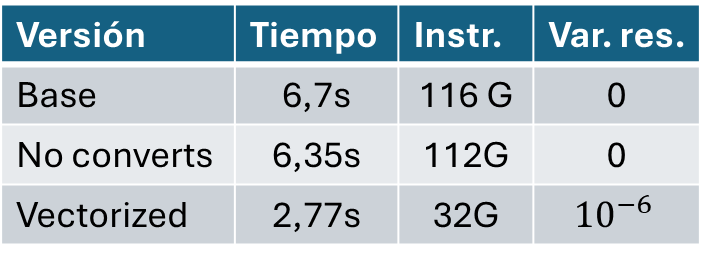 Versión Tiempo Instr. Var. res.
Base 6,7s 116 G 0
No converts 6,35s 112G 0
Vectorized 2,77s 32G 10⁻⁶